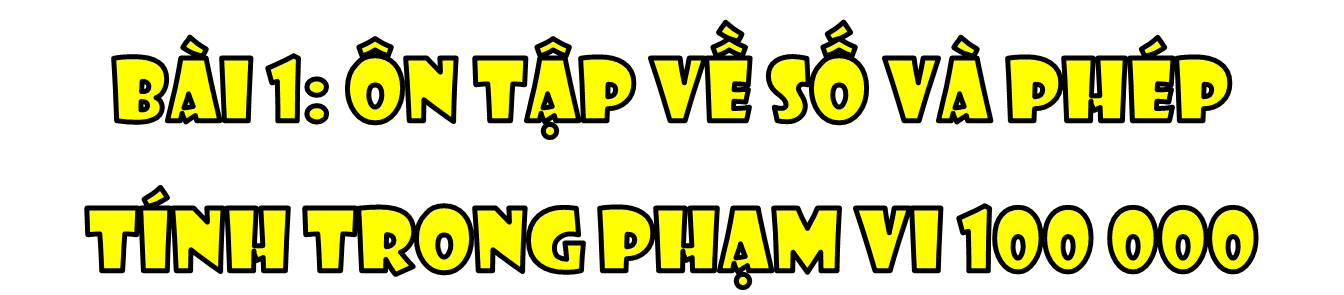 BÀI 1: ÔN TẬP VỀ SỐ VÀ PHÉP
TÍNH TRONG PHẠM VI 100 000